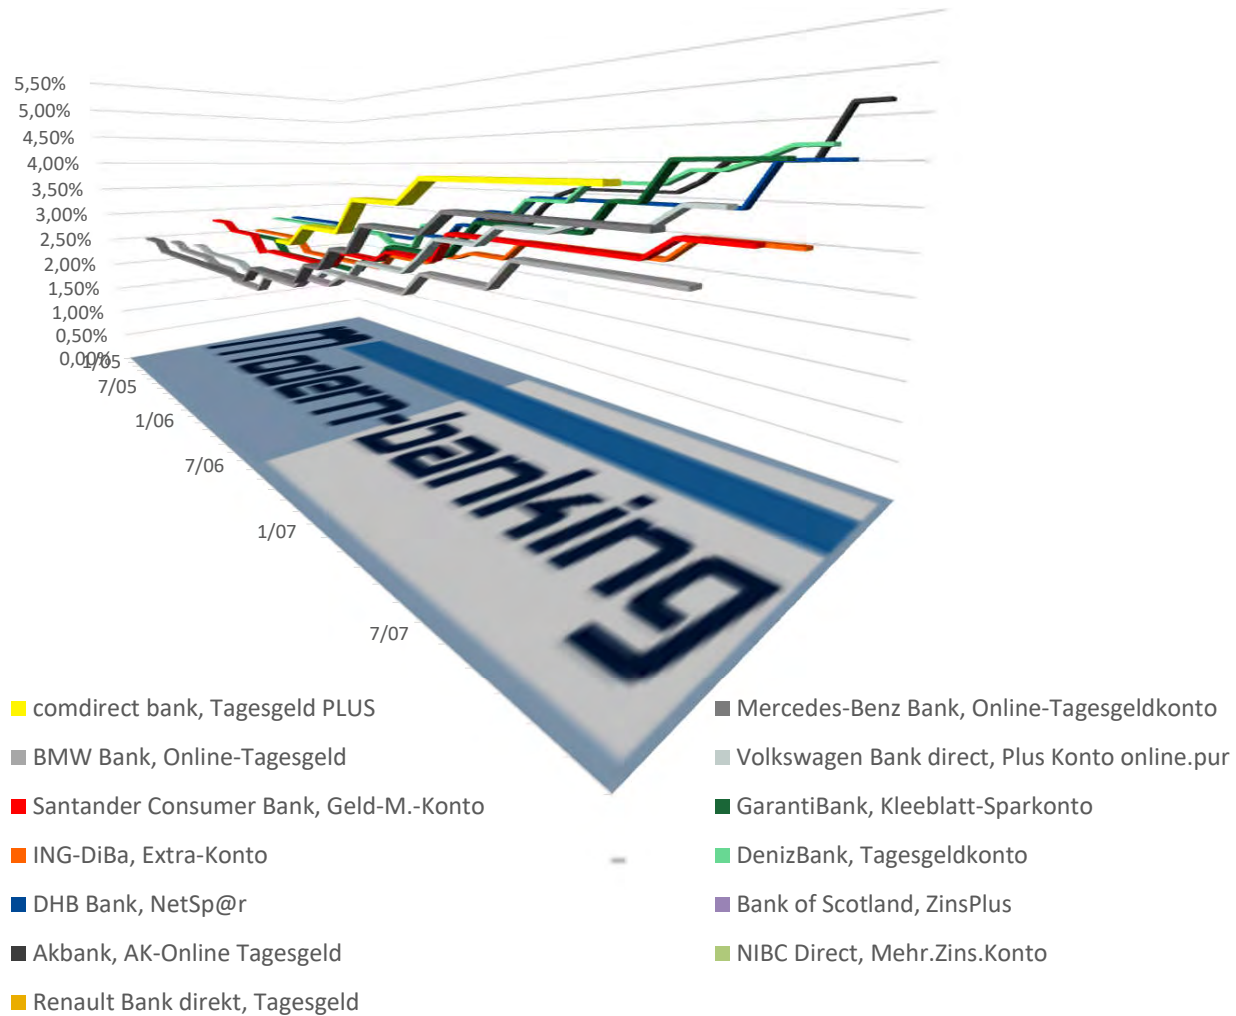 5,50%
5,00%
4,50%
4,00%
3,50%
3,00%
2,50%
2,00%
1,50%
1,00%
0,50%
0,00%
1/05
7/05
1/06
7/06
1/07
7/07
modern-banking
comdirect bank, Tagesgeld PLUS
Mercedes-Benz Bank, Online-Tagesgeldkonto
BMW Bank, Online-Tagesgeld
Volkswagen Bank direct, Plus Konto online.pur
Santander Consumer Bank, Geld-M.-Konto
GarantiBank, Kleeblatt-Sparkonto
ING-DiBa, Extra-Konto
DenizBank, Tagesgeldkonto
DHB Bank, NetSp@r
Bank of Scotland, ZinsPlus
Akbank, AK-Online Tagesgeld
NIBC Direct, Mehr.Zins.Konto
Renault Bank direkt, Tagesgeld